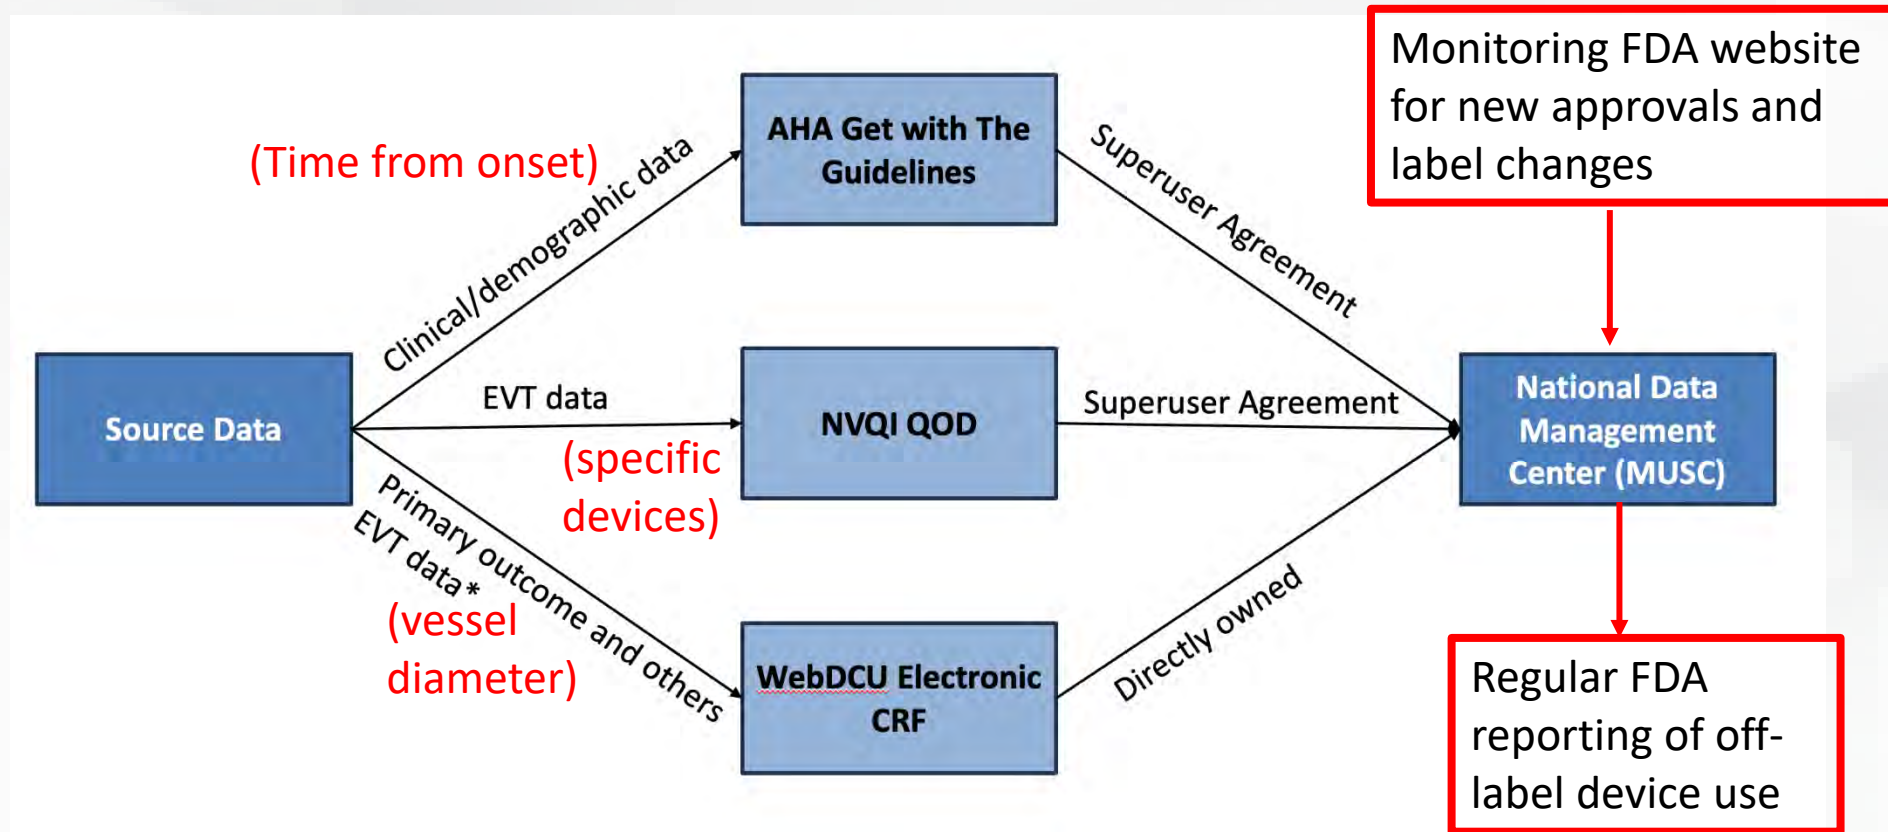 Monitoring FDA website
for new approvals and
label changes
AHA Get with The
Guidelines
(Time from onset)
Clinical/demographic data
Superuser Agreement
Source Data
EVT data
(specific
devices)
NVQI QOD
Superuser Agreement
National Data
Management
Center (MUSC)
Primary outcome and others
EVT data*
(vessel
diameter)
WebDCU Electronic
CRF
Directly owned
Regular FDA
reporting of off-
label device use